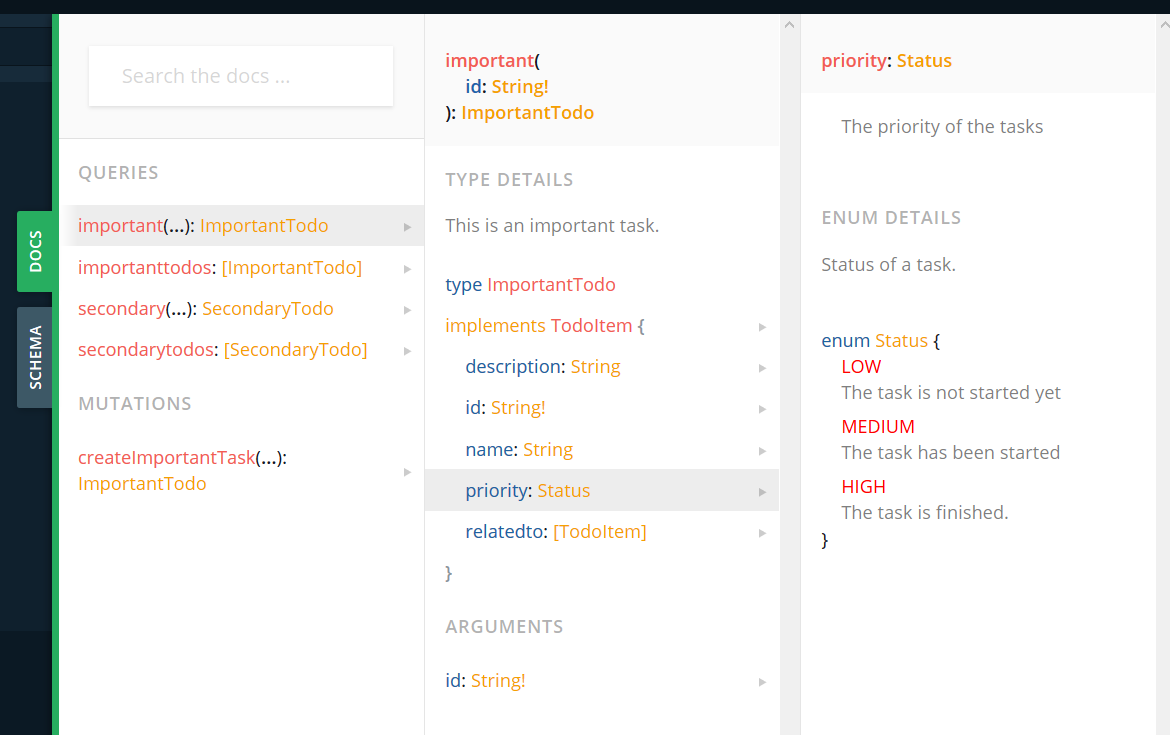 DOCS
SCHEMA
Search the docs ...
QUERIES
important(...): ImportantTodo
importanttodos: [ImportantTodo]
secondary(...): SecondaryTodo
secondarytodos: [SecondaryTodo]
MUTATIONS
createImportantTask(...):
ImportantTodo
important(
id: String!
): ImportantTodo
TYPE DETAILS
This is an important task.
type ImportantTodo
implements TodoItem {
description: String
id: String!
name: String
priority: Status
relatedto: [TodoItem]
}
ARGUMENTS
id: String!
priority: Status
The priority of the tasks
ENUM DETAILS
Status of a task.
enum Status {
LOW
The task is not started yet
MEDIUM
The task has been started
HIGH
The task is finished.
}